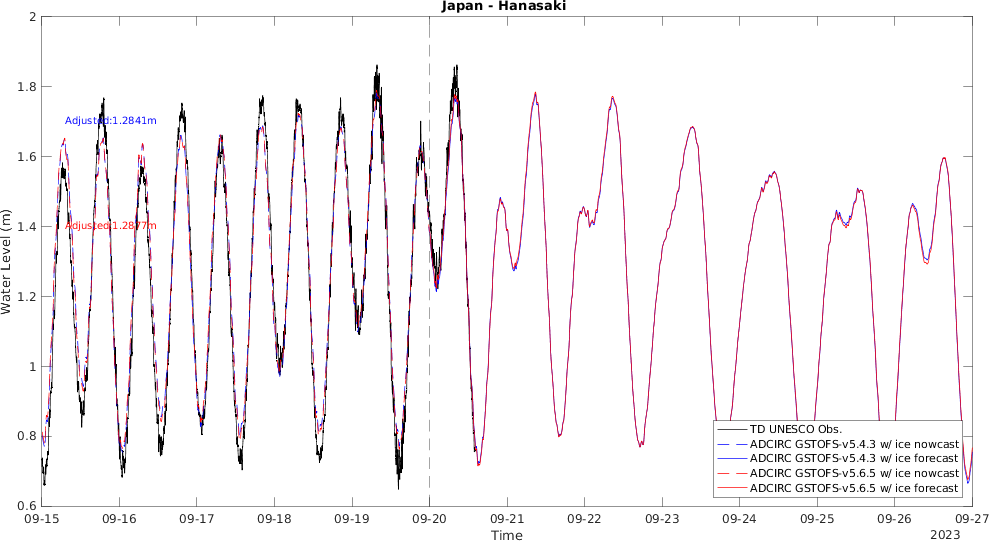 Japan - Hanasaki
Water Level (m)
2
1.8
1.6
1.4
1.2
1
0.8
0.6
Adjusted:1.2841m
Adjusted:1.2877m
TD UNESCO Obs.
ADCIRC GSTOFS-v5.4.3 w/ ice nowcast
ADCIRC GSTOFS-v5.4.3 w/ ice forecast
ADCIRC GSTOFS-v5.6.5 w/ ice nowcast
ADCIRC GSTOFS-v5.6.5 w/ ice forecast
09-15 09-16 09-17 09-18 09-19 09-20 09-21 09-22 09-23 09-24 09-25 09-26 09-27
Time
2023